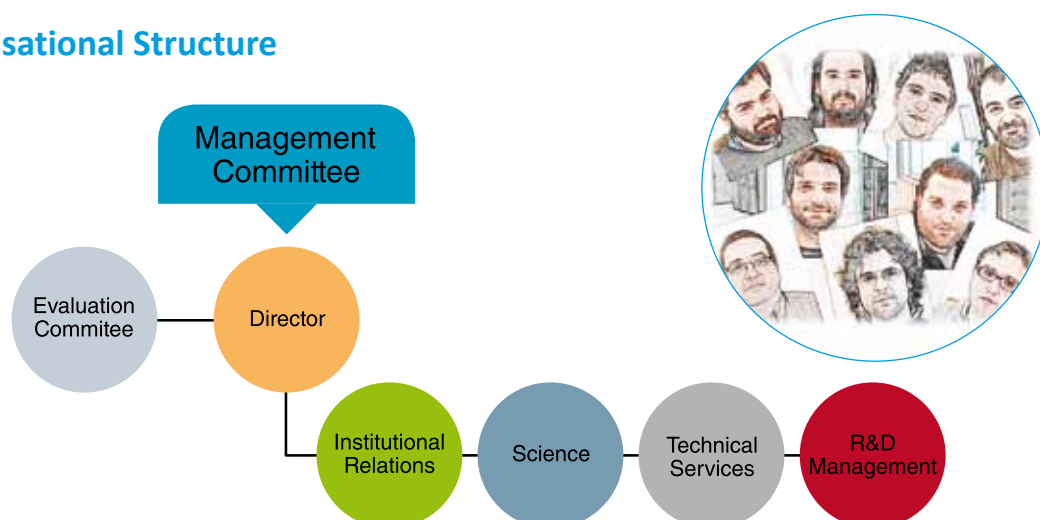 sational Structure
Management
Committee
Evaluation
Commitee
Director
Institutional
Relations
Science
Technical
Services
R&D
Management